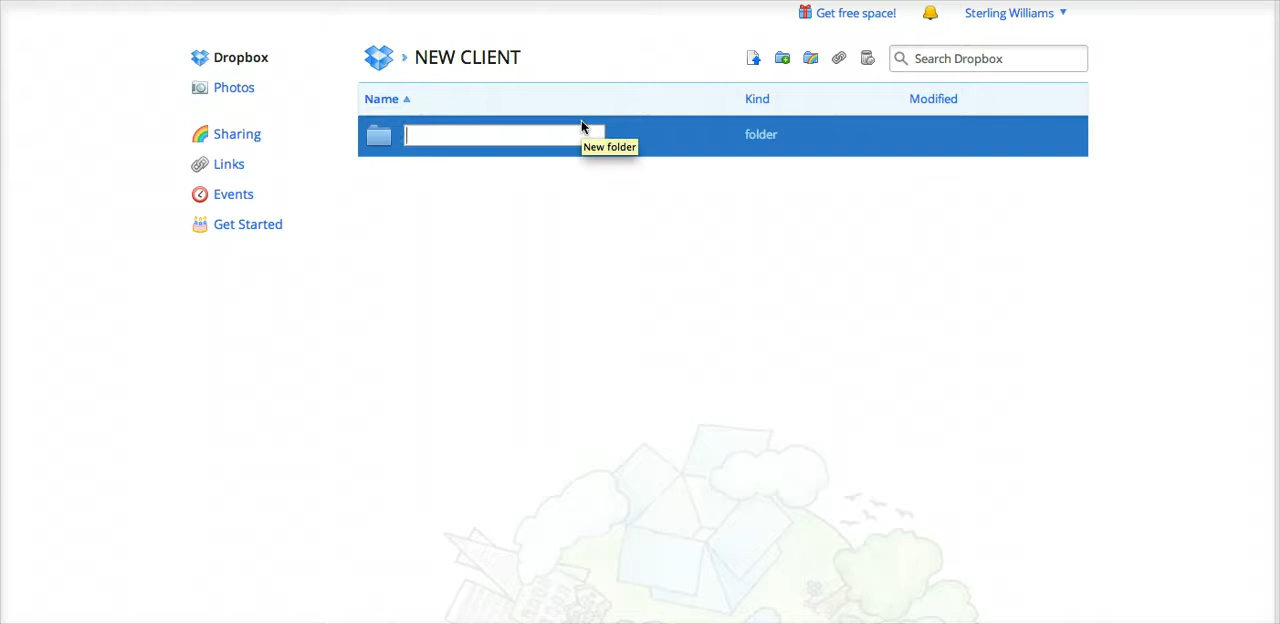 Get free space!
Sterling Williams
Dropbox
Photos
Sharing
Links
Events
Get Started
NEW CLIENT
Search Dropbox
Name
Kind
Modified
folder
New folder